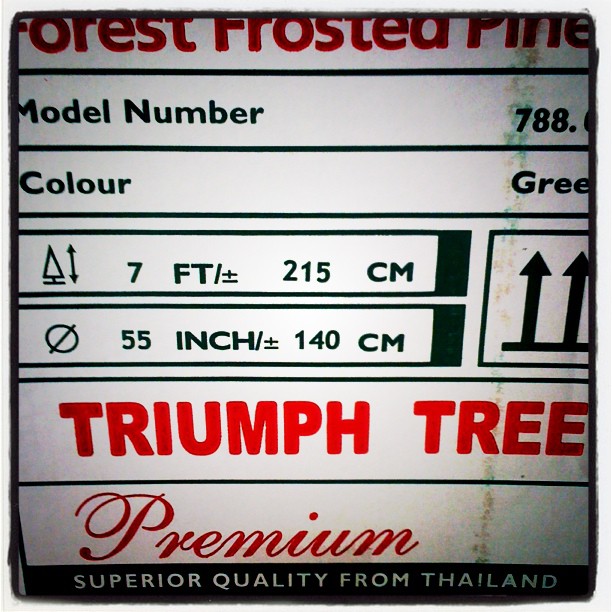 Forest Frosted Pine
Model Number 788.
Colour Gree
7 FT/± 215 CM
Ø 55 INCH/± 140 CM
TRIUMPH TREE
Premium
SUPERIOR QUALITY FROM THAILAND